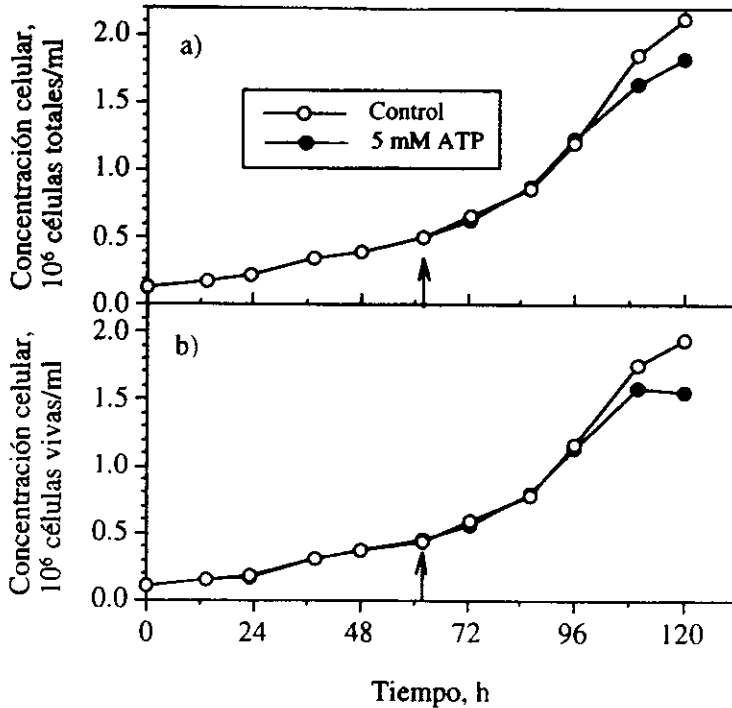 a)
Control
5 mM ATP
Concentración celular,
10⁶ células totales/ml
2.0
1.5
1.0
0.5
0.0
b)
Concentración celular,
10⁶ células vivas/ml
2.0
1.5
1.0
0.5
0.0
0 24 48 72 96 120
Tiempo, h